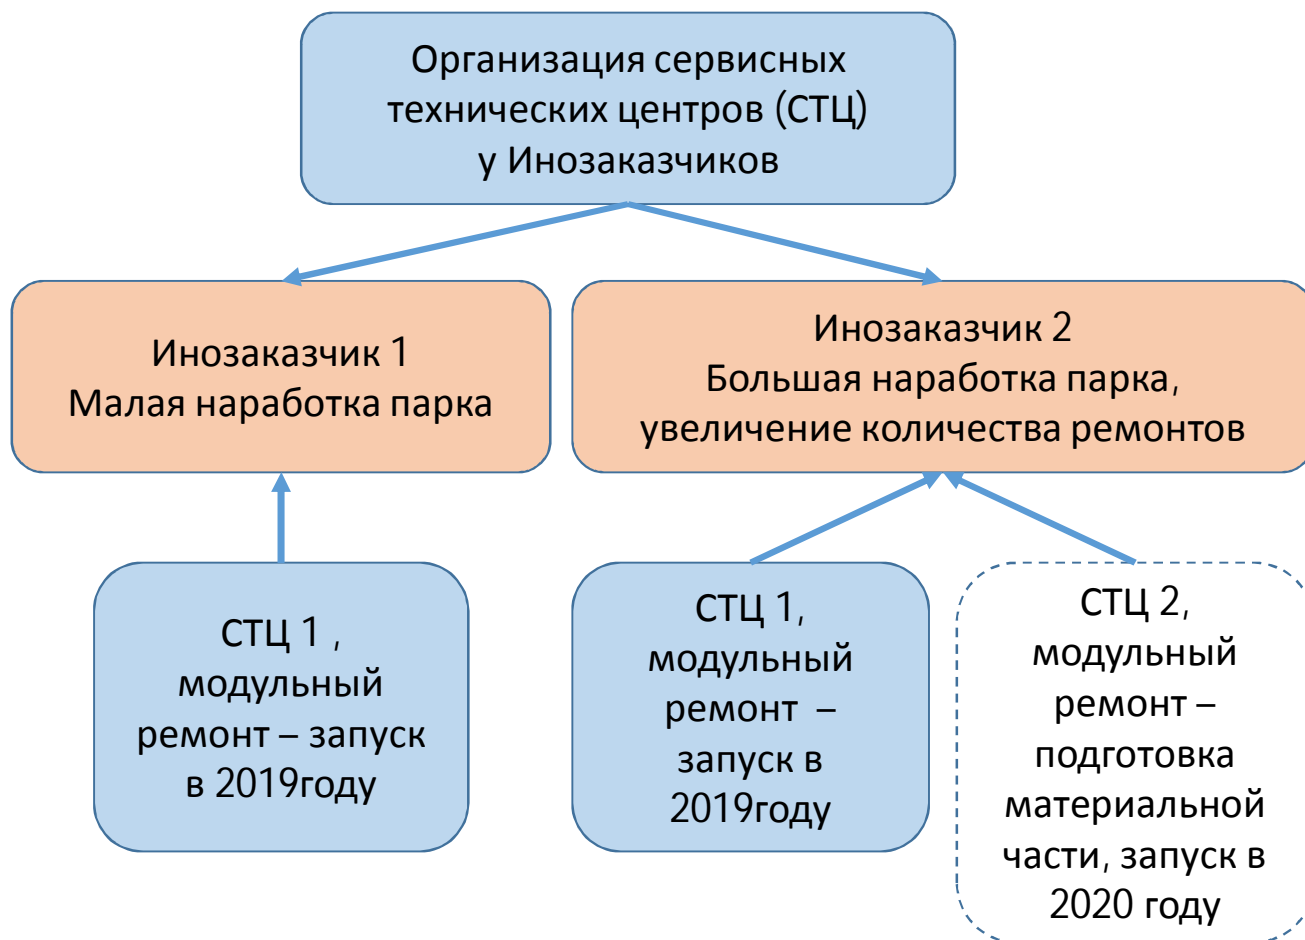 Организация сервисных
технических центров (СТЦ)
у Инозаказчиков
Инозаказчик 1
Малая наработка парка
Инозаказчик 2
Большая наработка парка,
увеличение количества ремонтов
СТЦ 1 ,
модульный
ремонт – запуск
в 2019году
СТЦ 1,
модульный
ремонт –
запуск в
2019году
СТЦ 2,
модульный
ремонт –
подготовка
материальной
части, запуск в
2020 году